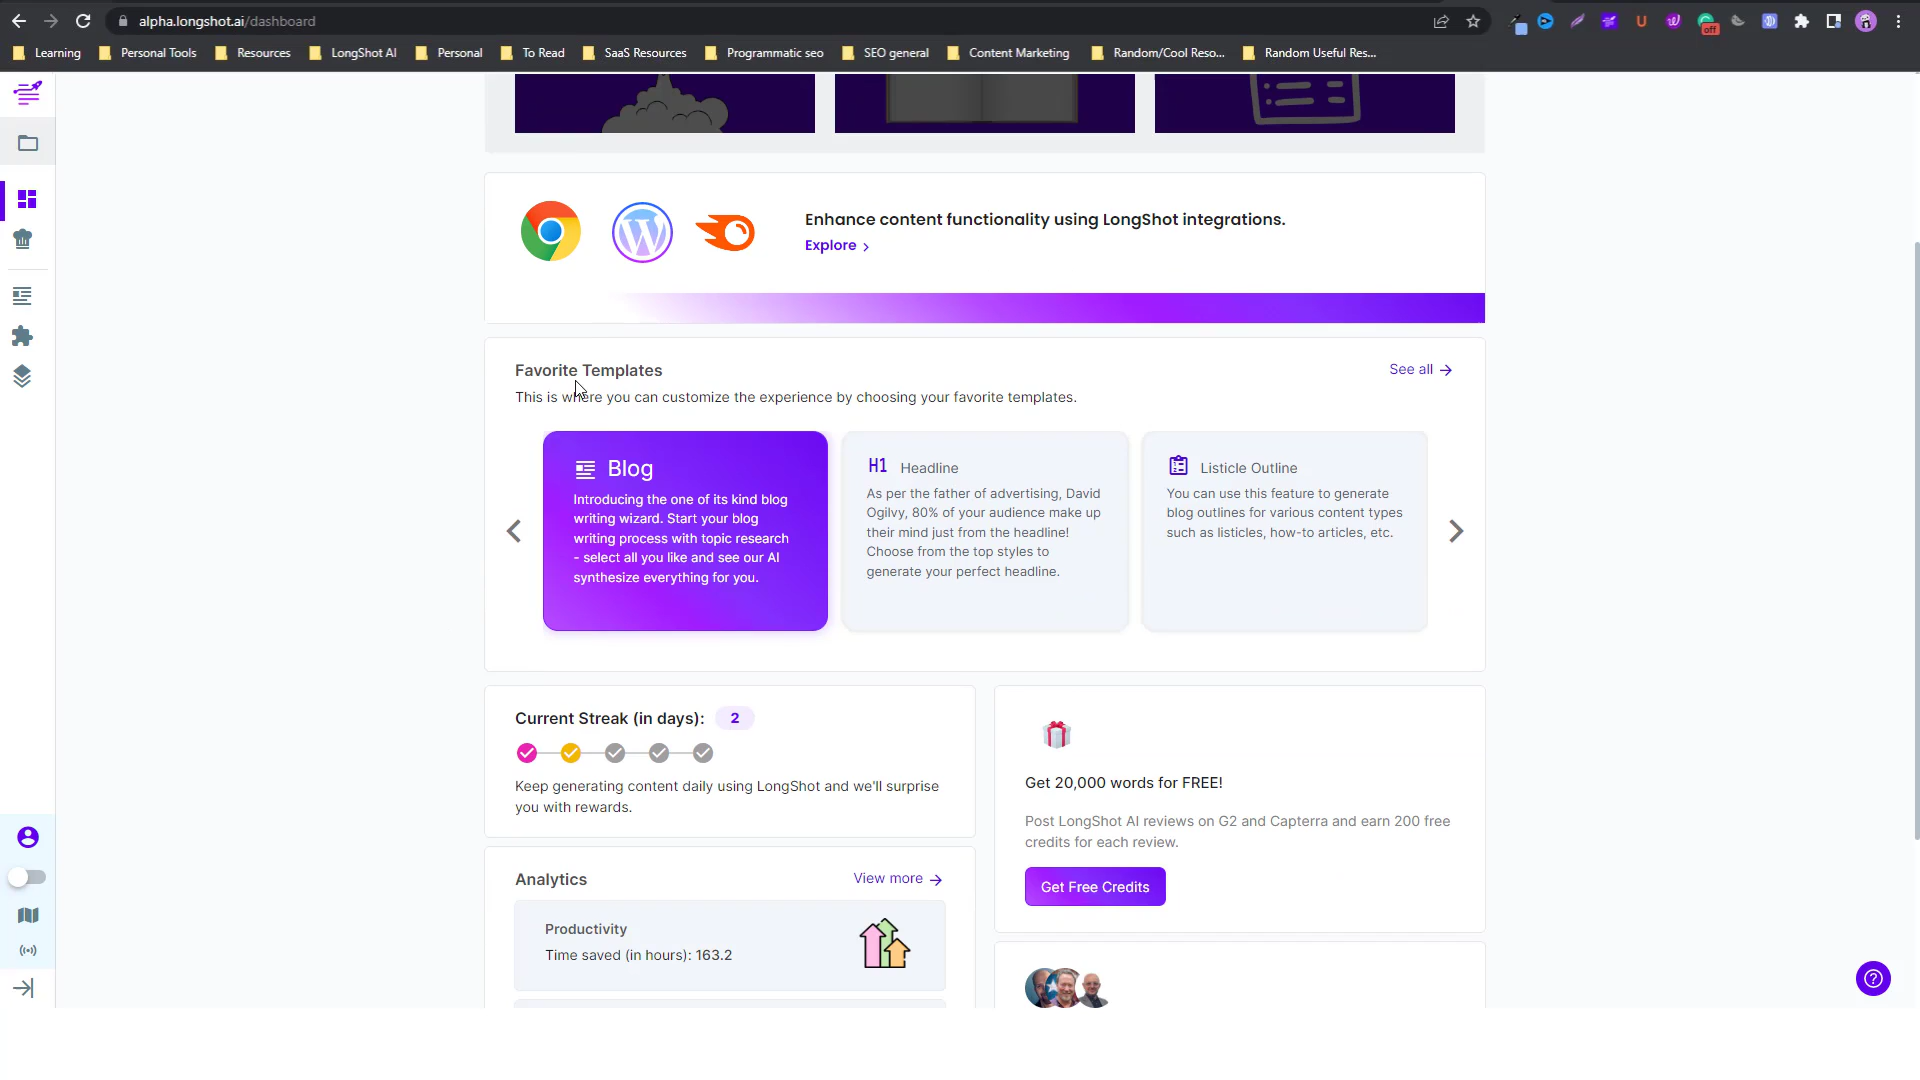 alpha.longshot.ai/dashboard
off
Learning Personal Tools Resources LongShot AI Personal To Read SaaS Resources Programmatic seo SEO general Content Marketing Random/Cool Reso... Random Useful Res...
Enhance content functionality using LongShot integrations.
Explore
Favorite Templates
See all
This is where you can customize the experience by choosing your favorite templates.
Blog
Introducing the one of its kind blog
writing wizard. Start your blog
writing process with topic research
- select all you like and see our AI
synthesize everything for you.
H1 Headline
As per the father of advertising, David
Ogilvy, 80% of your audience make up
their mind just from the headline!
Choose from the top styles to
generate your perfect headline.
Listicle Outline
You can use this feature to generate
blog outlines for various content types
such as listicles, how-to articles, etc.
Current Streak (in days): 2
Keep generating content daily using LongShot and we'll surprise
you with rewards.
Get 20,000 words for FREE!
Post LongShot AI reviews on G2 and Capterra and earn 200 free
credits for each review.
Get Free Credits
Analytics
View more
Productivity
Time saved (in hours): 163.2